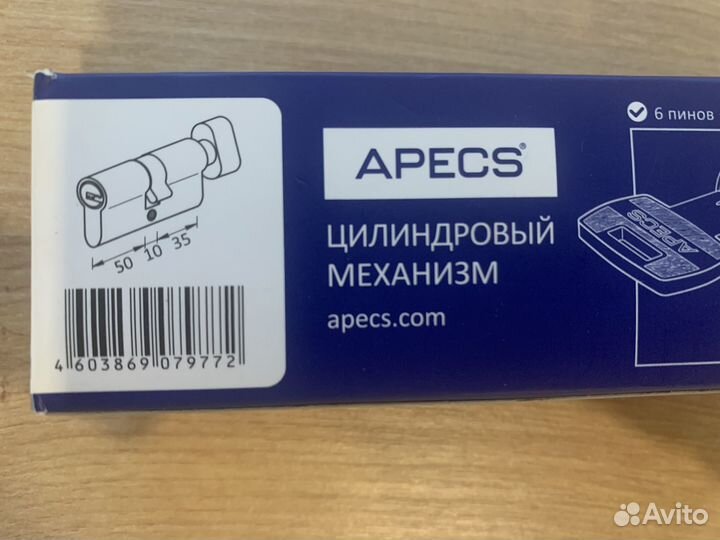 6 пинов
APECS®
ЦИЛИНДРОВЫЙ
МЕХАНИЗМ
apecs.com
50 10 35
4 603869 079772
APECS
Avito